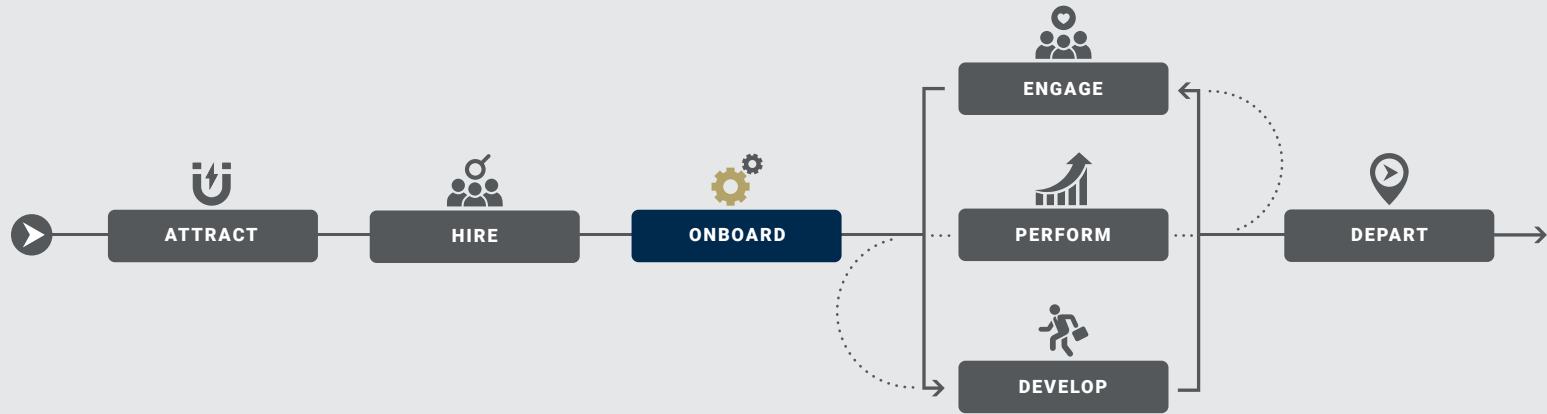 ATTRACT
HIRE
ONBOARD
ENGAGE
PERFORM
DEVELOP
DEPART